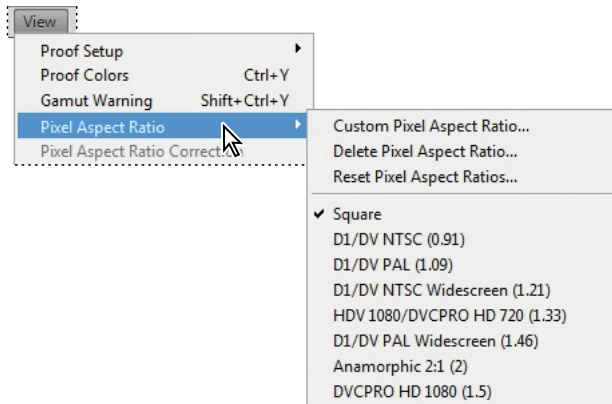 View
Proof Setup
Proof Colors Ctrl+Y
Gamut Warning Shift+Ctrl+Y
Pixel Aspect Ratio
Pixel Aspect Ratio
Custom Pixel Aspect Ratio...
Delete Pixel Aspect Ratio...
Reset Pixel Aspect Ratios...
Square
D1/DV NTSC (0.91)
D1/DV PAL (1.09)
D1/DV NTSC Widescreen (1.21)
HDV 1080/DVCPRO HD 720 (1.33)
D1/DV PAL Widescreen (1.46)
Anamorphic 2:1 (2)
DVCPRO HD 1080 (1.5)